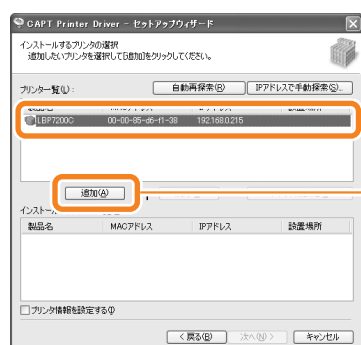 CAPT Printer Driver - セットアップウィザード
インストールするプリンタの選択
追加したいプリンタを選択して[追加]をクリックしてください。
プリンタ一覧(L):
自動再探索(R)
IPアドレスで手動探索(S)...
LBP7200C 00-00-85-d6-f1-38 192.168.0.215
追加(A)
インストール
製品名 MACアドレス IPアドレス 設置場所
プリンタ情報を設定する(I)
< 戻る(B) 次へ(N) > キャンセル